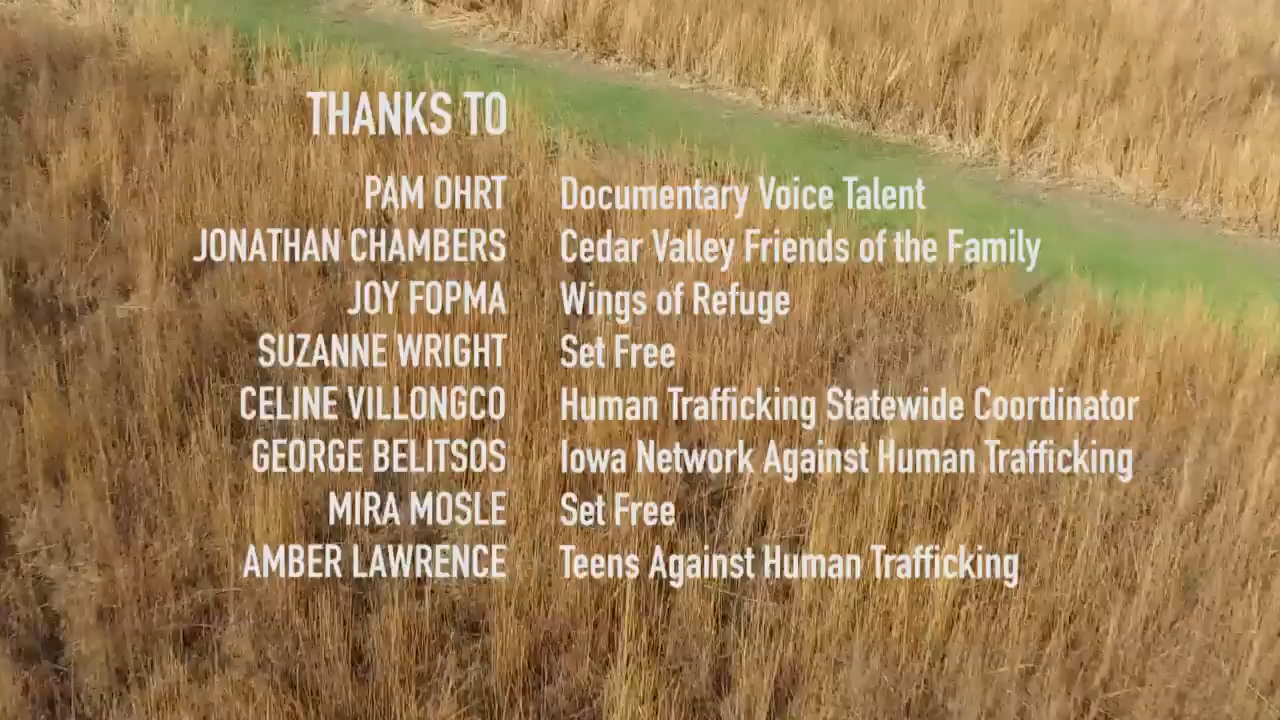 THANKS TO
PAM OHRT Documentary Voice Talent
JONATHAN CHAMBERS Cedar Valley Friends of the Family
JOY FOPMA Wings of Refuge
SUZANNE WRIGHT Set Free
CELINE VILLONGCO Human Trafficking Statewide Coordinator
GEORGE BELITSOS Iowa Network Against Human Trafficking
MIRA MOSLE Set Free
AMBER LAWRENCE Teens Against Human Trafficking